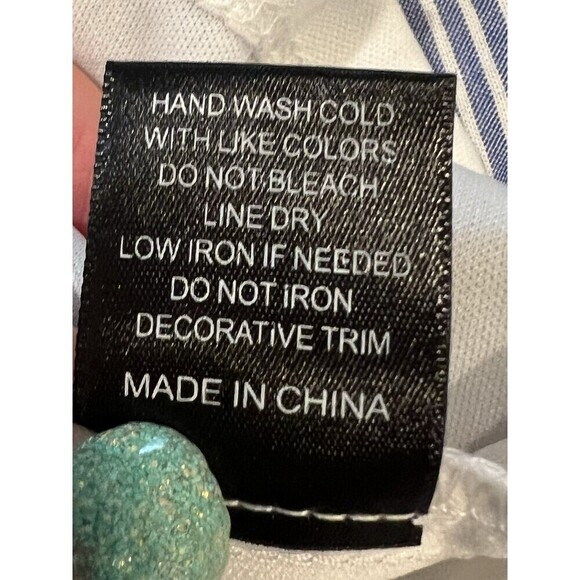 HAND WASH COLD
WITH LIKE COLORS
DO NOT BLEACH
LINE DRY
LOW IRON IF NEEDED
DO NOT IRON
DECORATIVE TRIM
MADE IN CHINA